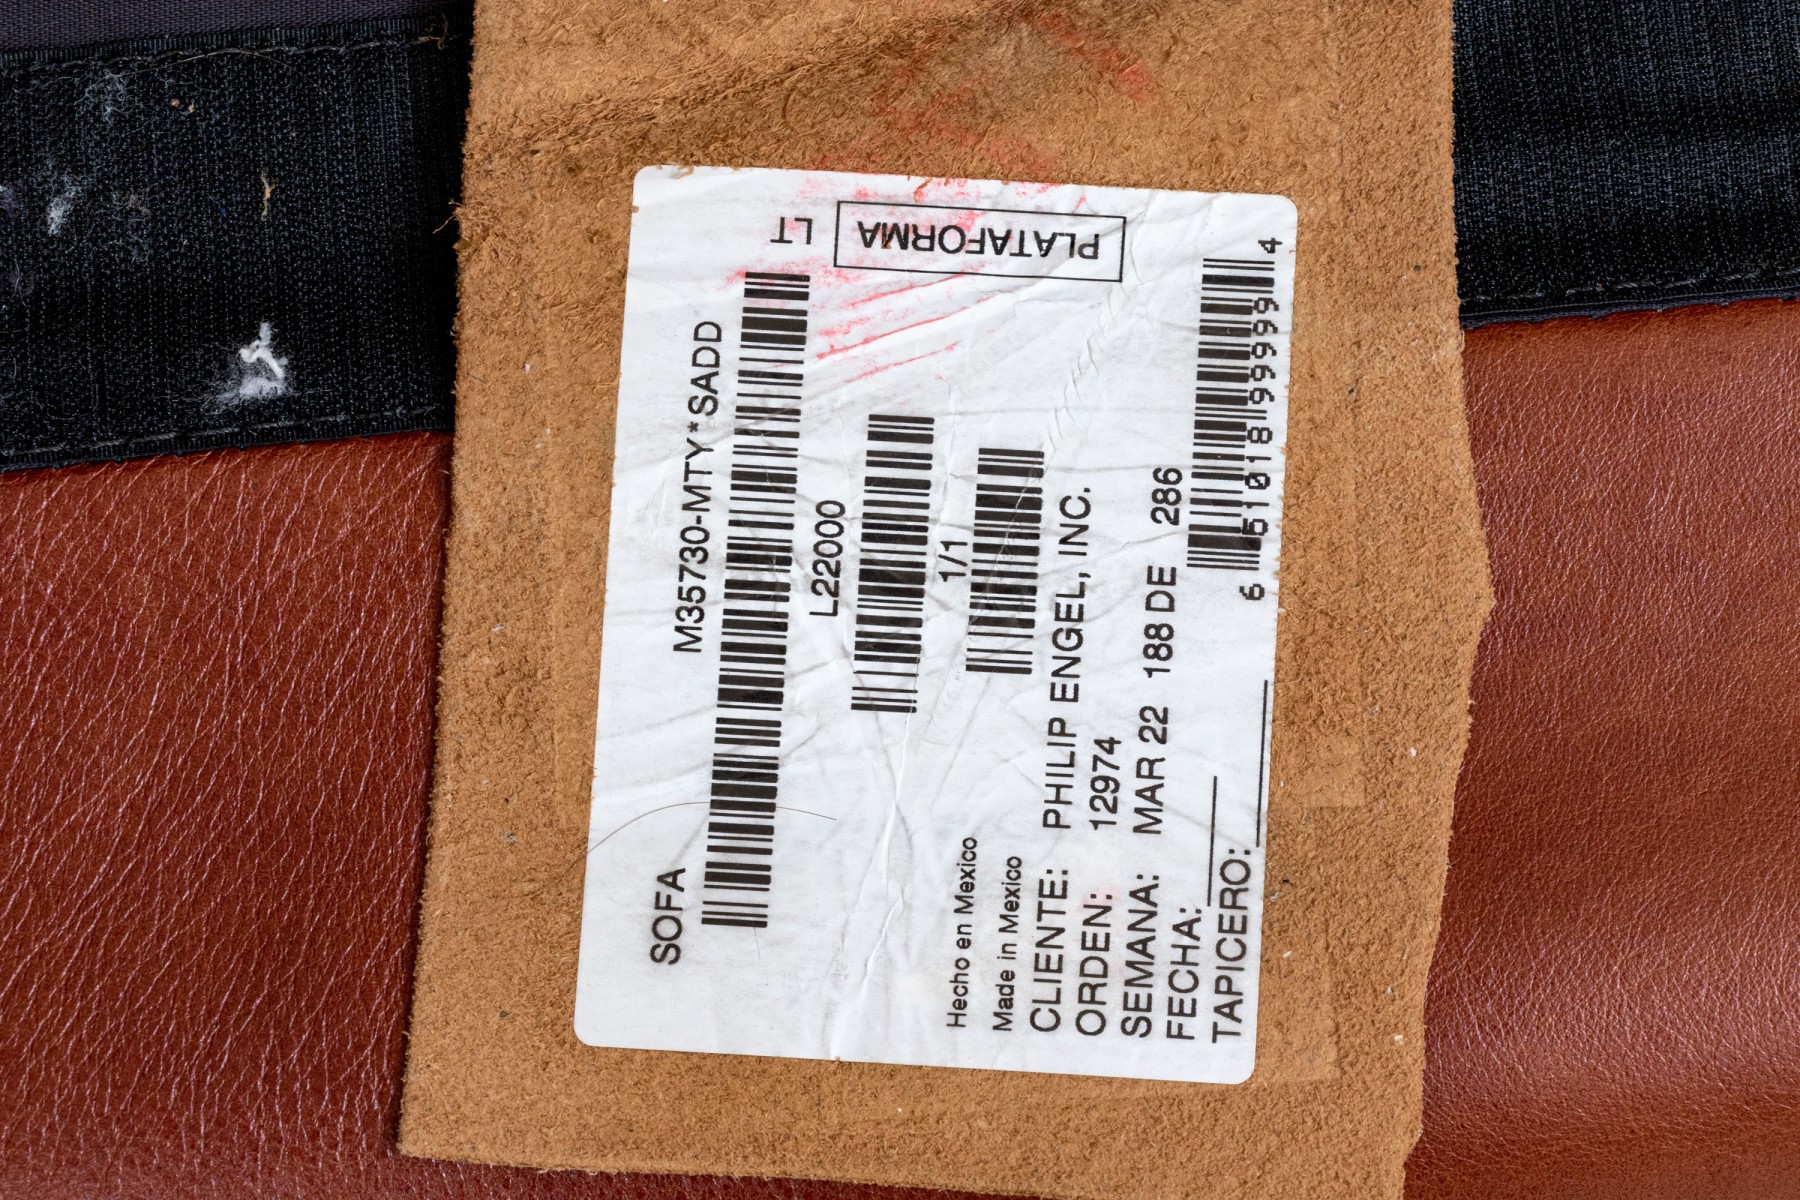 SOFA M35730-MTY*SADD
L22000
1/1
Hecho en Mexico
Made in Mexico
CLIENTE: PHILIP ENGEL, INC.
ORDEN: 12974
SEMANA: MAR 22 188 DE 286
FECHA:
TAPICERO:
6 51018 99999 4
LT
PLATAFORMA